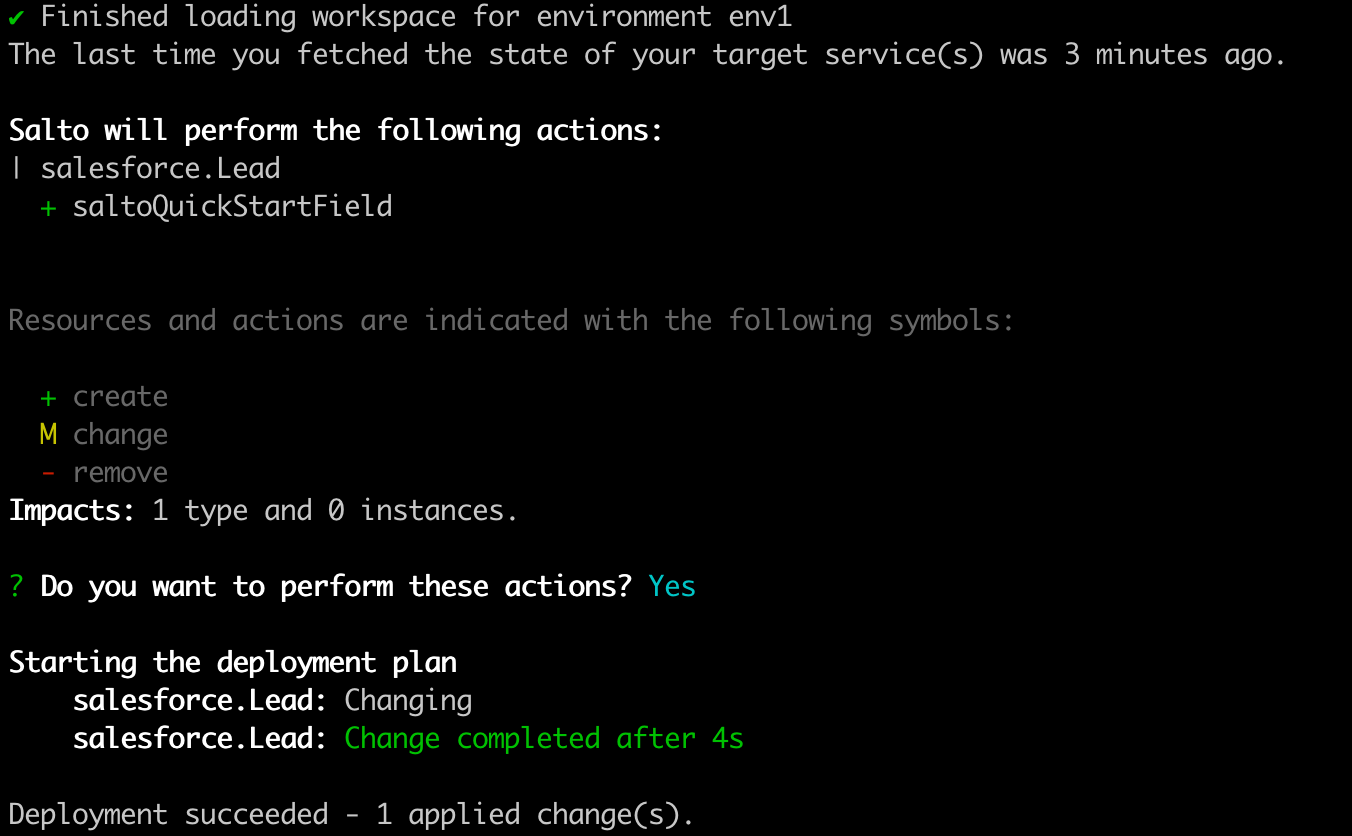 ✔ Finished loading workspace for environment env1
The last time you fetched the state of your target service(s) was 3 minutes ago.
Salto will perform the following actions:
| salesforce.Lead
+ saltoQuickStartField
Resources and actions are indicated with the following symbols:
+ create
M change
- remove
Impacts: 1 type and 0 instances.
? Do you want to perform these actions? Yes
Starting the deployment plan
salesforce.Lead: Changing
salesforce.Lead: Change completed after 4s
Deployment succeeded - 1 applied change(s).